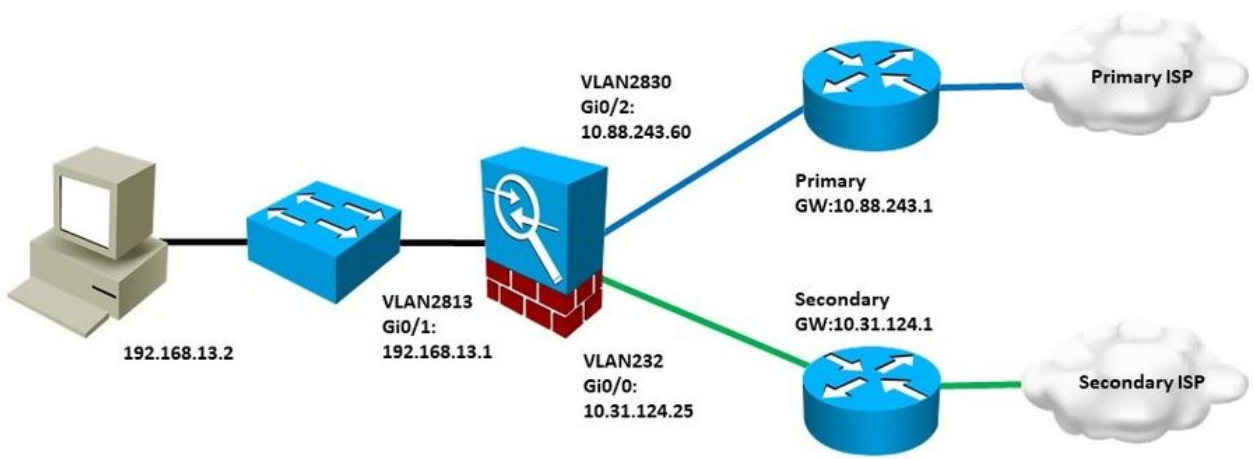 VLAN2830
Gi0/2:
10.88.243.60
Primary ISP
Primary
GW:10.88.243.1
192.168.13.2
VLAN2813
Gi0/1:
192.168.13.1
VLAN232
Gi0/0:
10.31.124.25
Secondary
GW:10.31.124.1
Secondary ISP